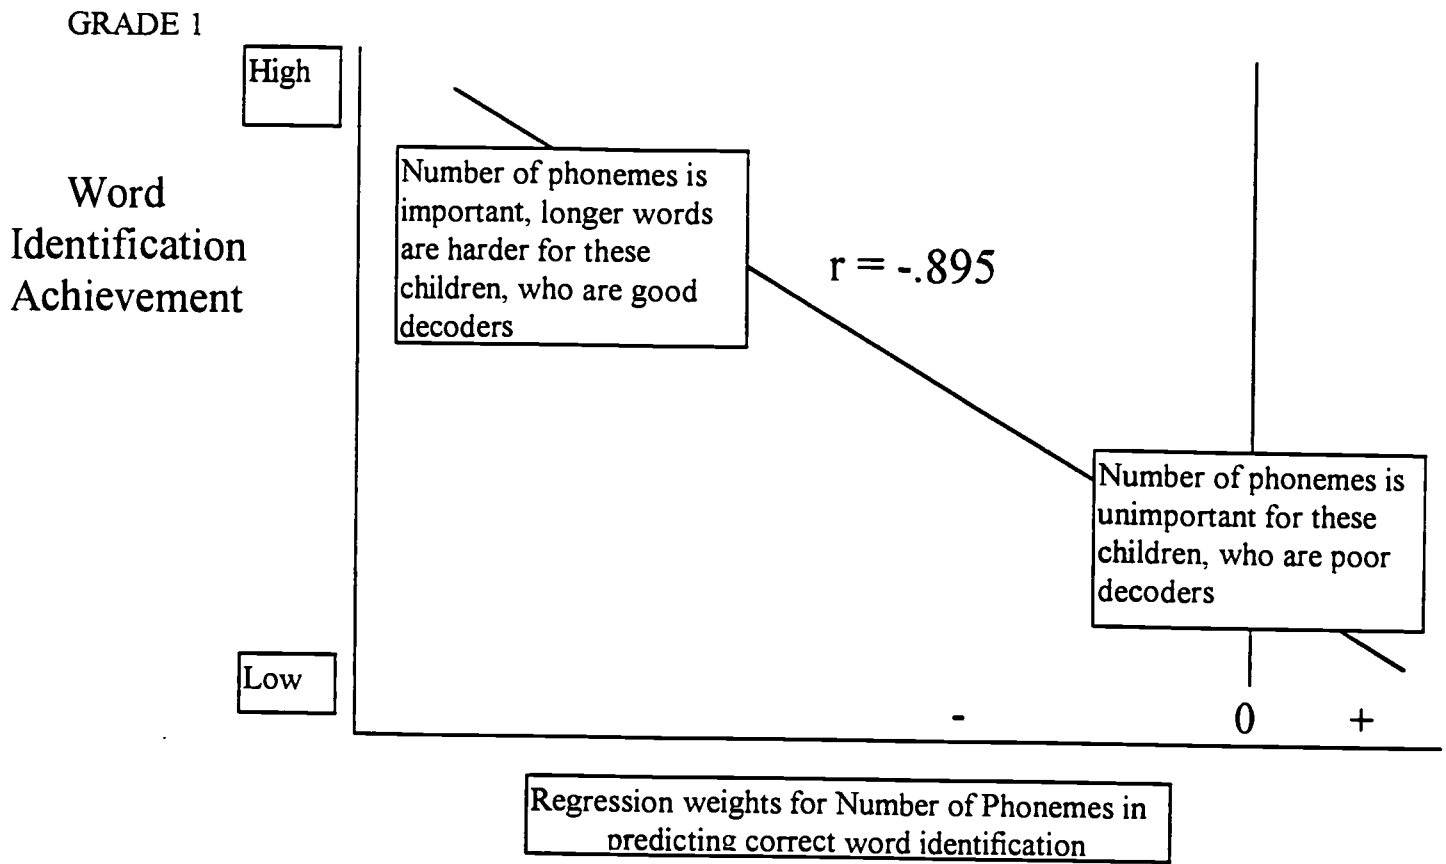 GRADE 1
High
Word
Identification
Achievement
Number of phonemes is
important, longer words
are harder for these
children, who are good
decoders
r = -.895
Number of phonemes is
unimportant for these
children, who are poor
decoders
Low
- 0 +
Regression weights for Number of Phonemes in
predicting correct word identification